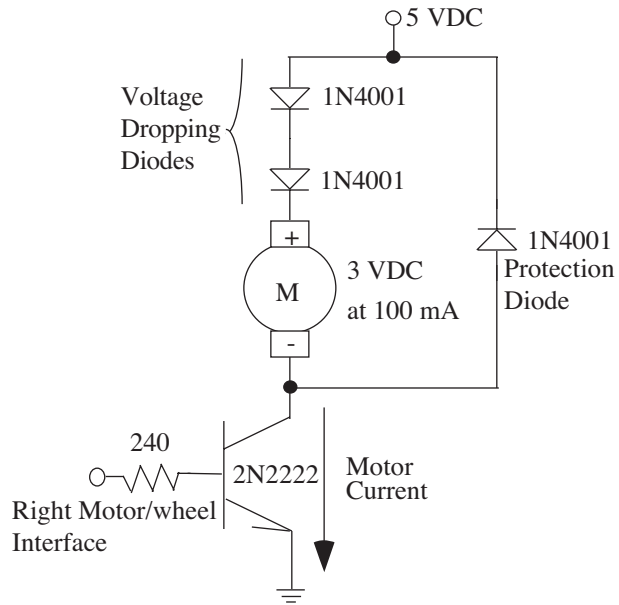 5 VDC
Voltage
Dropping
Diodes
1N4001
1N4001
+
M
-
3 VDC
at 100 mA
1N4001
Protection
Diode
240
2N2222
Motor
Current
Right Motor/wheel
Interface